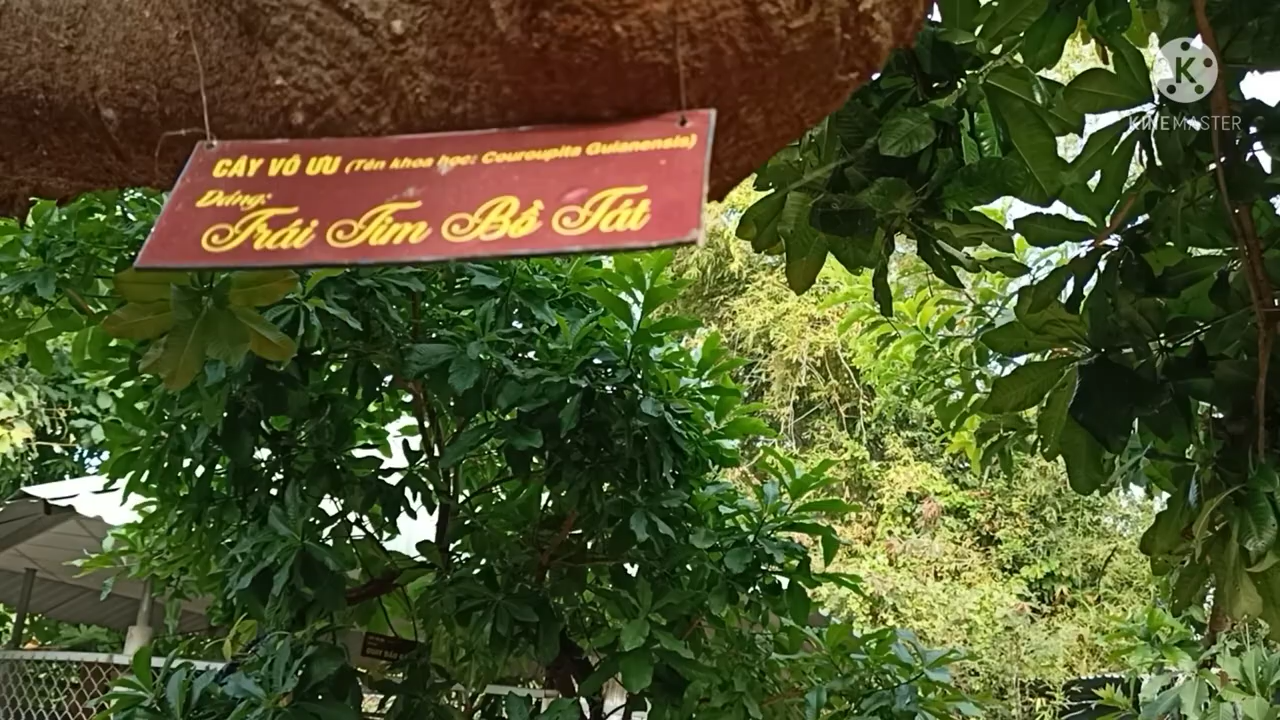 CÂY VÔ ƯU (Tên khoa học: Couroupita Guianensis)
Dáng:
Trái Tim Bồ Tát
KINEMASTER